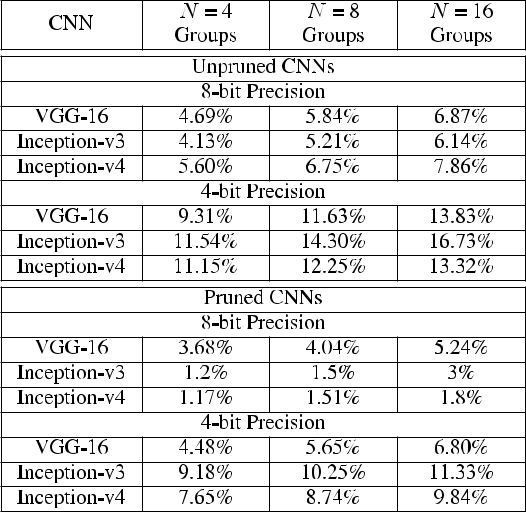 CNN N = 4 Groups N = 8 Groups N = 16 Groups
Unpruned CNNs
8-bit Precision
VGG-16 4.69% 5.84% 6.87%
Inception-v3 4.13% 5.21% 6.14%
Inception-v4 5.60% 6.75% 7.86%
4-bit Precision
VGG-16 9.31% 11.63% 13.83%
Inception-v3 11.54% 14.30% 16.73%
Inception-v4 11.15% 12.25% 13.32%
Pruned CNNs
8-bit Precision
VGG-16 3.68% 4.04% 5.24%
Inception-v3 1.2% 1.5% 3%
Inception-v4 1.17% 1.51% 1.8%
4-bit Precision
VGG-16 4.48% 5.65% 6.80%
Inception-v3 9.18% 10.25% 11.33%
Inception-v4 7.65% 8.74% 9.84%